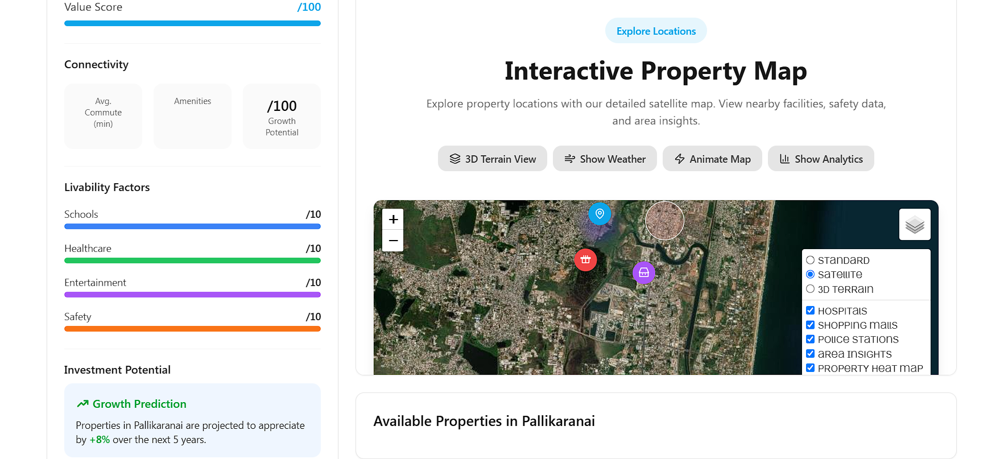 Value Score
/100
Connectivity
Avg.
Commute
(min)
Amenities
/100
Growth
Potential
Livability Factors
Schools
/10
Healthcare
/10
Entertainment
/10
Safety
/10
Investment Potential
Growth Prediction
Properties in Pallikaranai are projected to appreciate
by +8% over the next 5 years.
Explore Locations
Interactive Property Map
Explore property locations with our detailed satellite map. View nearby facilities, safety data,
and area insights.
3D Terrain View
Show Weather
Animate Map
Show Analytics
+
−
Standard
Satellite
3D Terrain
Hospitals
Shopping Malls
Police Stations
Area Insights
Property Heat Map
Available Properties in Pallikaranai